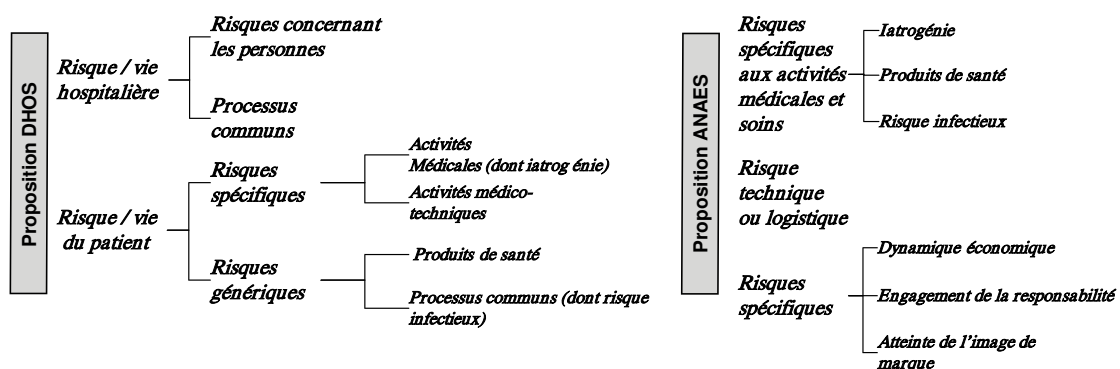 Proposition DHOS
Risque / vie
hospitalière
Risques concernant
les personnes
Processus
communs
Risque / vie
du patient
Risques
spécifiques
Activités
Médicales (dont iatrog énie)
Activités médico-
techniques
Risques
génériques
Produits de santé
Processus communs (dont risque
infectieux)
Proposition ANAES
Risques
spécifiques
aux activités
médicales et
soins
Iatrogénie
Produits de santé
Risque infectieux
Risque
technique
ou logistique
Risques
spécifiques
Dynamique économique
Engagement de la responsabilité
Atteinte de l'image de
marque